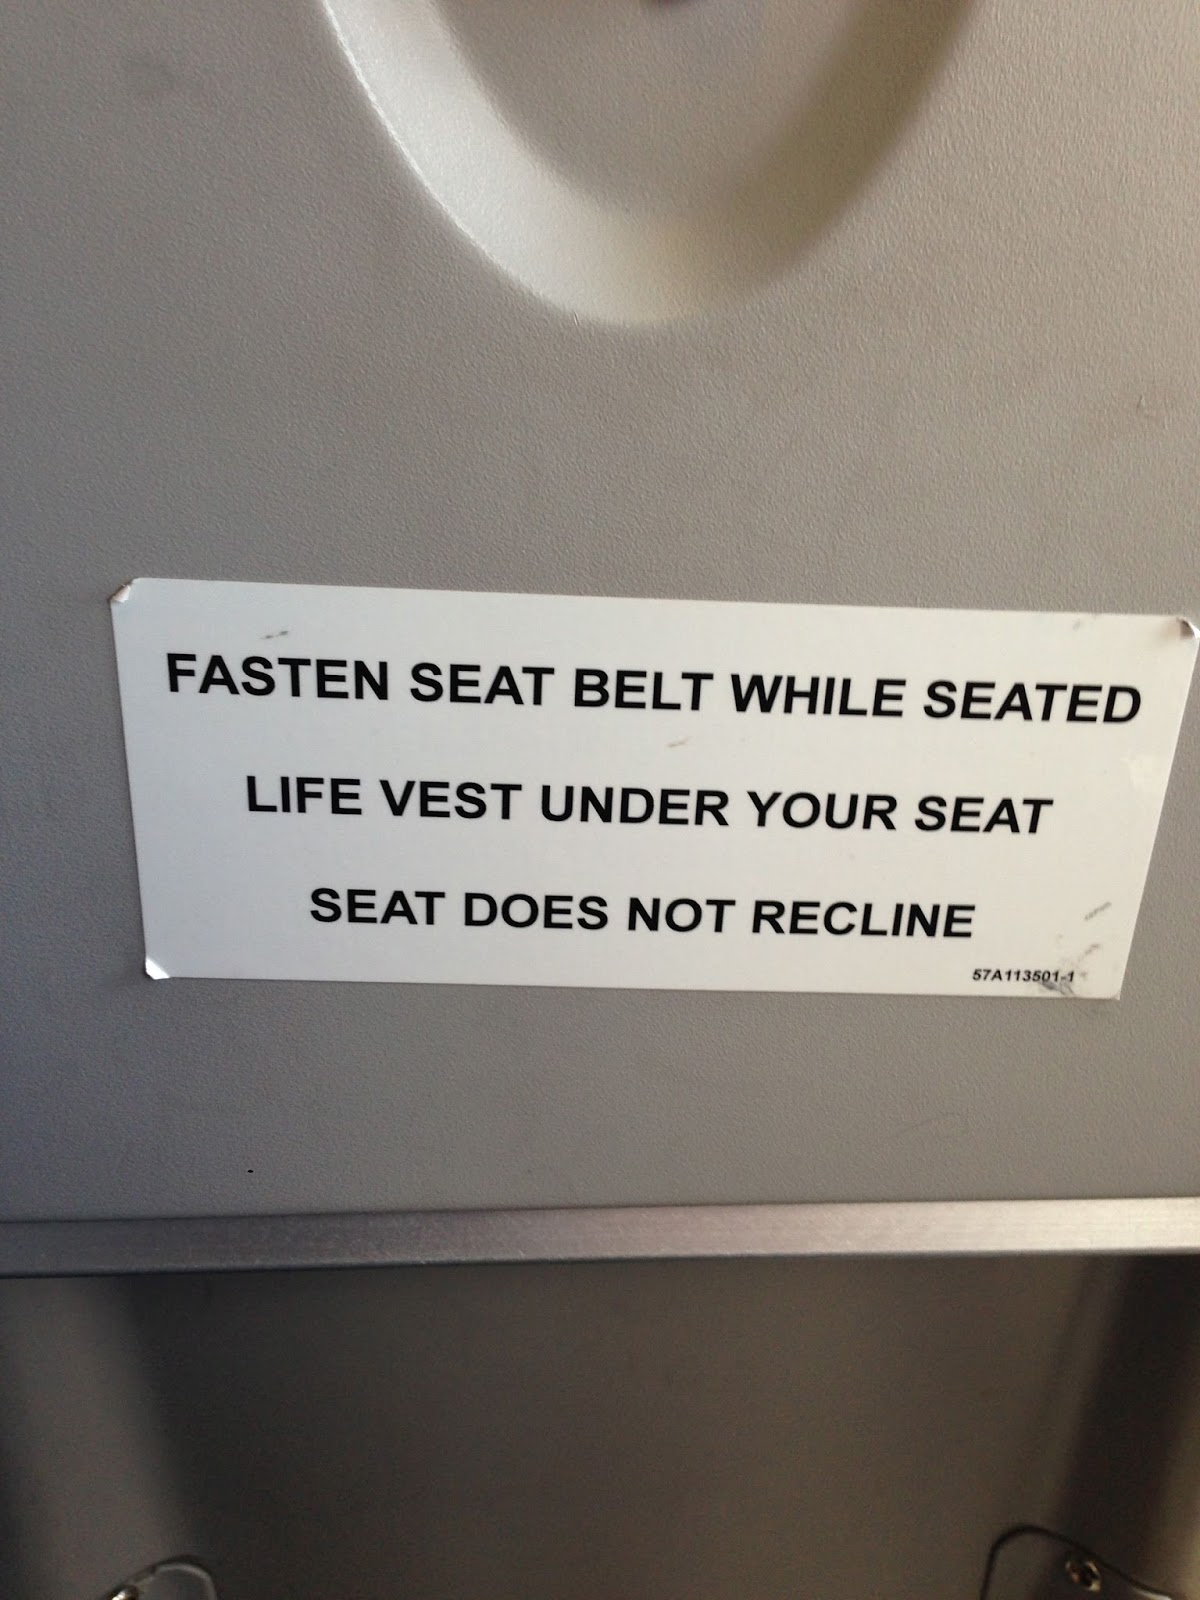 FASTEN SEAT BELT WHILE SEATED
LIFE VEST UNDER YOUR SEAT
SEAT DOES NOT RECLINE
57A113501-1